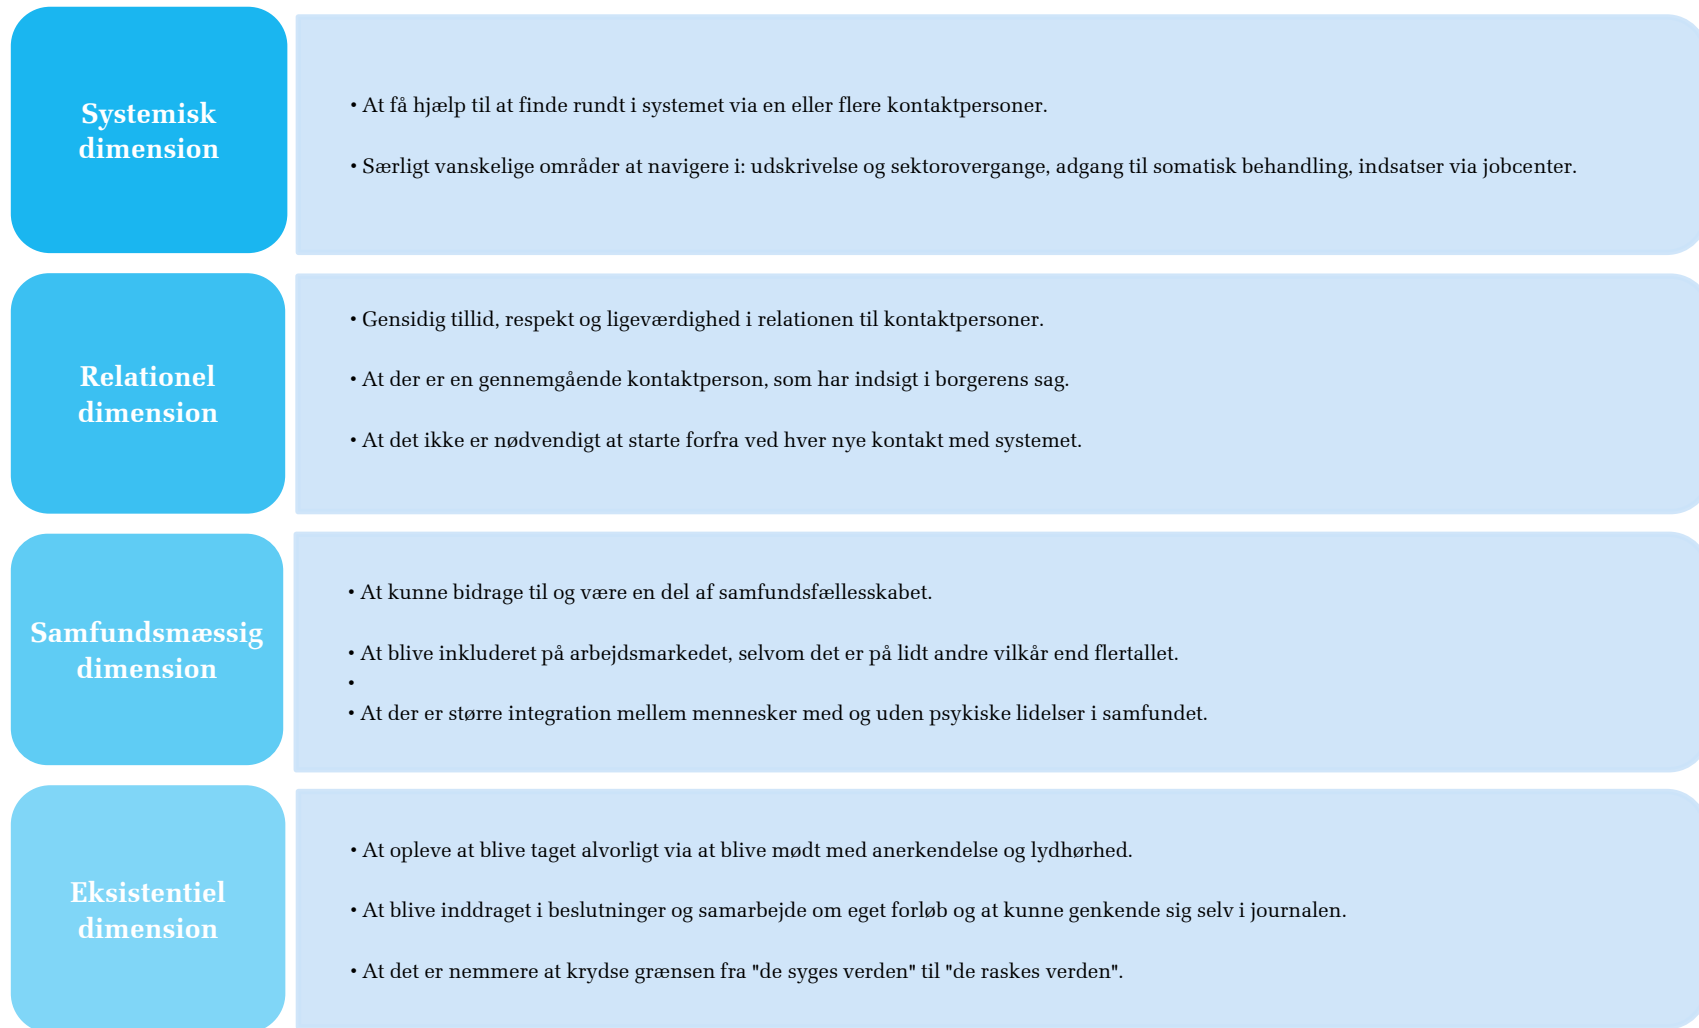 Systemisk
dimension
• At få hjælp til at finde rundt i systemet via en eller flere kontaktpersoner.
• Særligt vanskelige områder at navigere i: udskrivelse og sektorovergange, adgang til somatisk behandling, indsatser via jobcenter.
Relationel
dimension
• Gensidig tillid, respekt og ligeværdighed i relationen til kontaktpersoner.
• At der er en gennemgående kontaktperson, som har indsigt i borgerens sag.
• At det ikke er nødvendigt at starte forfra ved hver nye kontakt med systemet.
Samfundsmæssig
dimension
• At kunne bidrage til og være en del af samfundsfællesskabet.
• At blive inkluderet på arbejdsmarkedet, selvom det er på lidt andre vilkår end flertallet.
•
• At der er større integration mellem mennesker med og uden psykiske lidelser i samfundet.
Eksistentiel
dimension
• At opleve at blive taget alvorligt via at blive mødt med anerkendelse og lydhørhed.
• At blive inddraget i beslutninger og samarbejde om eget forløb og at kunne genkende sig selv i journalen.
• At det er nemmere at krydse grænsen fra "de syges verden" til "de raskes verden".